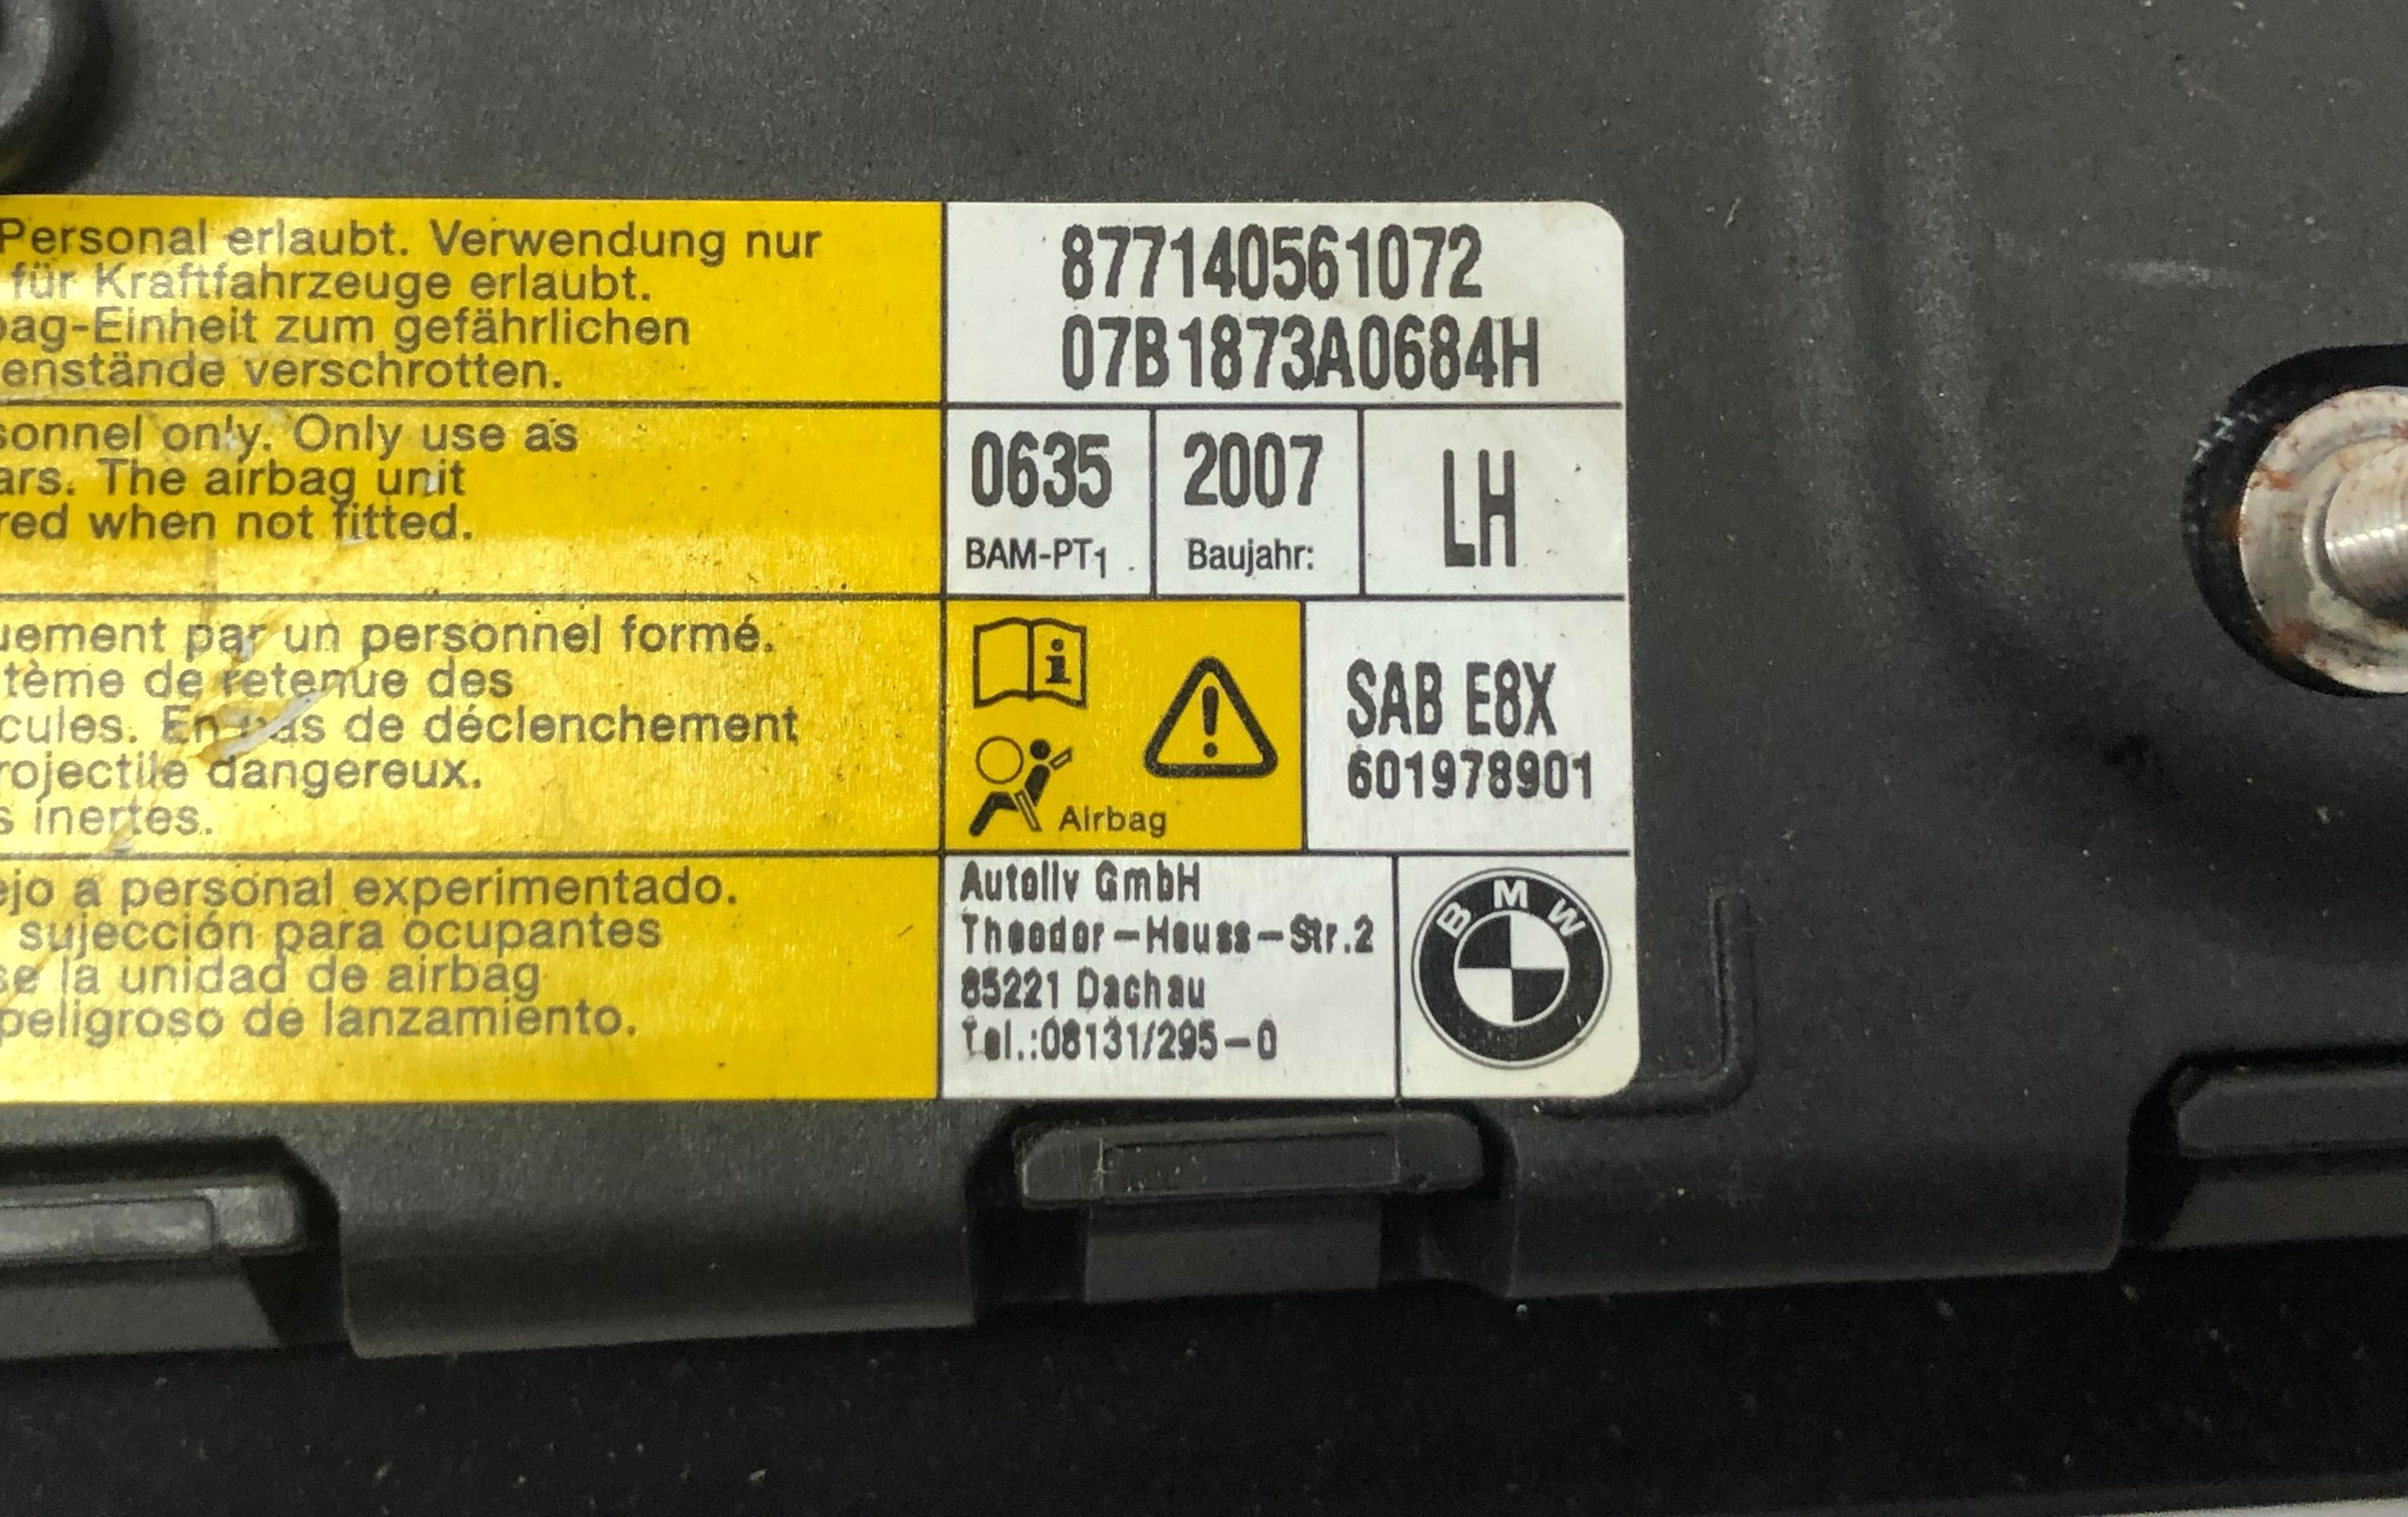 Personal erlaubt. Verwendung nur
für Kraftfahrzeuge erlaubt.
bag-Einheit zum gefährlichen
enstände verschrotten.
sonnel only. Only use as
ars. The airbag unit
red when not fitted.
uement par un personnel formé.
tème de retenue des
cules. En cas de déclenchement
rojectile dangereux.
s inertes.
ejo a personal experimentado.
sujección para ocupantes
se la unidad de airbag
peligroso de lanzamiento.
877140561072
07B1873A0684H
0635
BAM-PT1
2007
Baujahr:
LH
Airbag
SAB E8X
601978901
Autoliv GmbH
Theodor-Heuss-Str.2
85221 Dachau
Tel.:08131/295-0
BMW